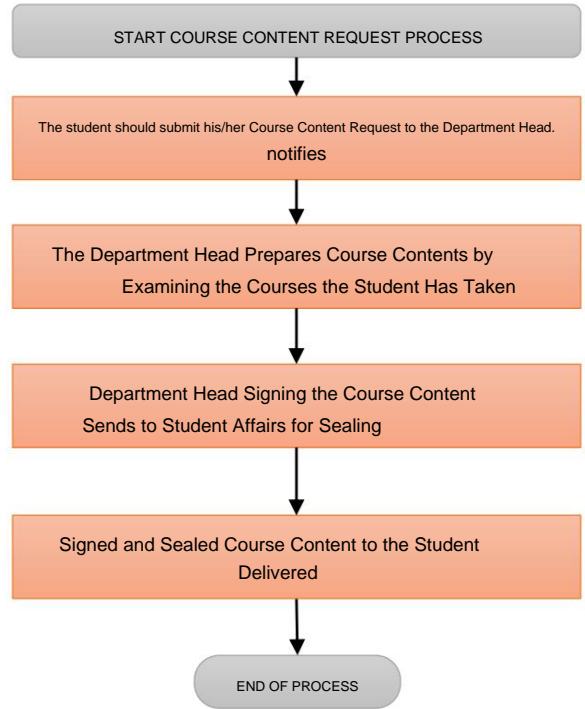 START COURSE CONTENT REQUEST PROCESS
The student should submit his/her Course Content Request to the Department Head.
notifies
The Department Head Prepares Course Contents by
Examining the Courses the Student Has Taken
Department Head Signing the Course Content
Sends to Student Affairs for Sealing
Signed and Sealed Course Content to the Student
Delivered
END OF PROCESS